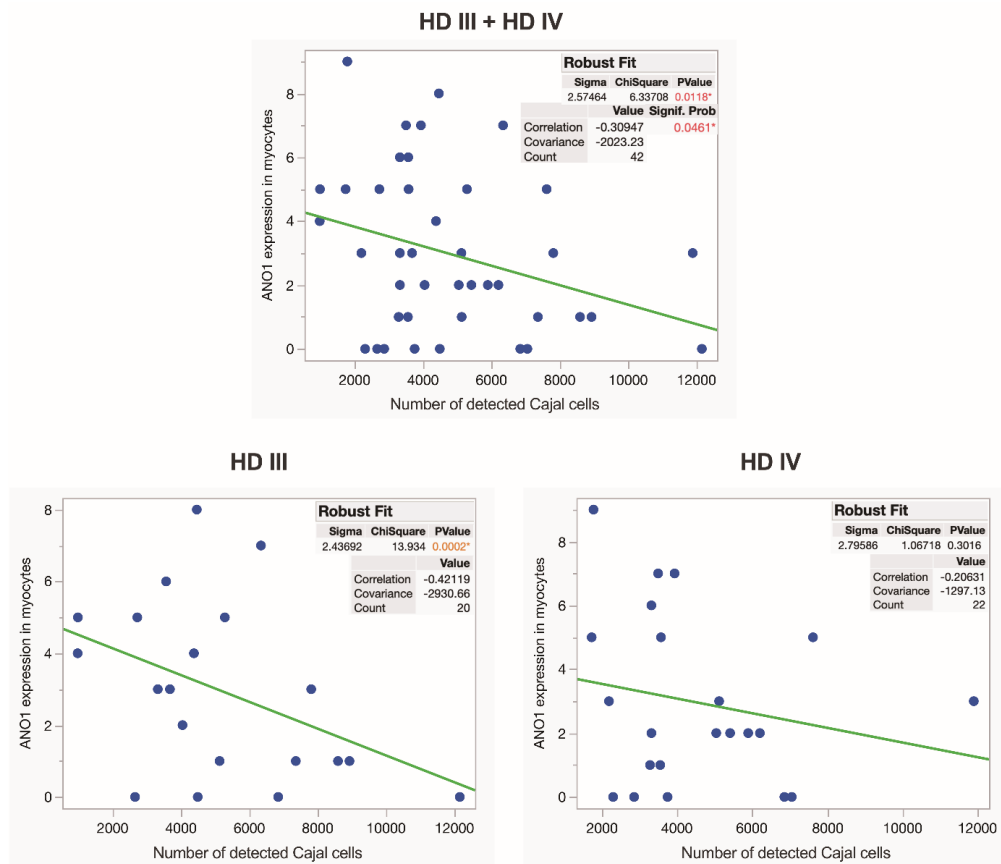 HD III + HD IV
Robust Fit
Sigma ChiSquare PValue
2.57464 6.33708 0.0118*
Value Signif. Prob
Correlation -0.30947 0.0461*
Covariance -2023.23
Count 42
8
6
4
2
0
ANO1 expression in myocytes
2000 4000 6000 8000 10000 12000
Number of detected Cajal cells
HD III
Robust Fit
Sigma ChiSquare PValue
2.43692 13.934 0.0002*
Value
Correlation -0.42119
Covariance -2930.66
Count 20
8
6
4
2
0
ANO1 expression in myocytes
2000 4000 6000 8000 10000 12000
Number of detected Cajal cells
HD IV
Robust Fit
Sigma ChiSquare PValue
2.79586 1.06718 0.3016
Value
Correlation -0.20631
Covariance -1297.13
Count 22
8
6
4
2
0
ANO1 expression in myocytes
2000 4000 6000 8000 10000 12000
Number of detected Cajal cells